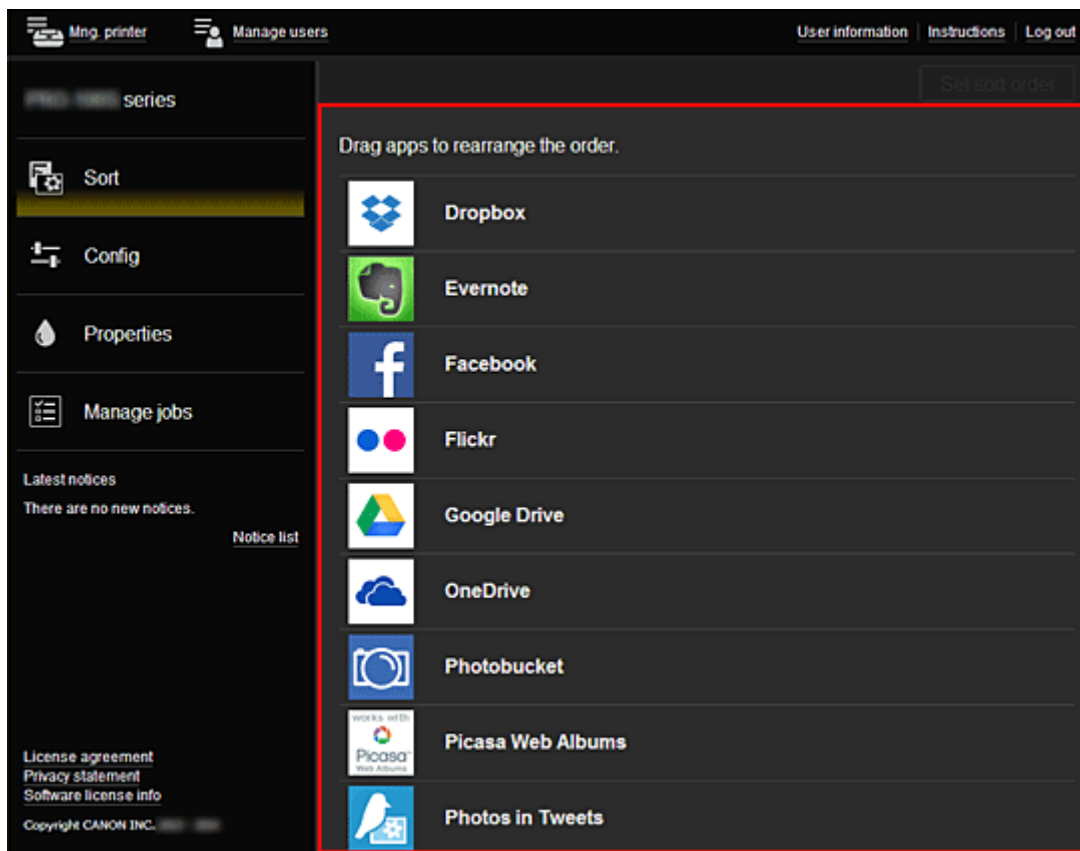 Mng. printer
Manage users
User information
Instructions
Log out
series
Set sort order
Drag apps to rearrange the order.
Sort
Config
Properties
Manage jobs
Latest notices
There are no new notices.
Notice list
License agreement
Privacy statement
Software license info
Copyright CANON INC.
Dropbox
Evernote
Facebook
Flickr
Google Drive
OneDrive
Photobucket
works with
Picasa™
Web Albums
Picasa Web Albums
Photos in Tweets